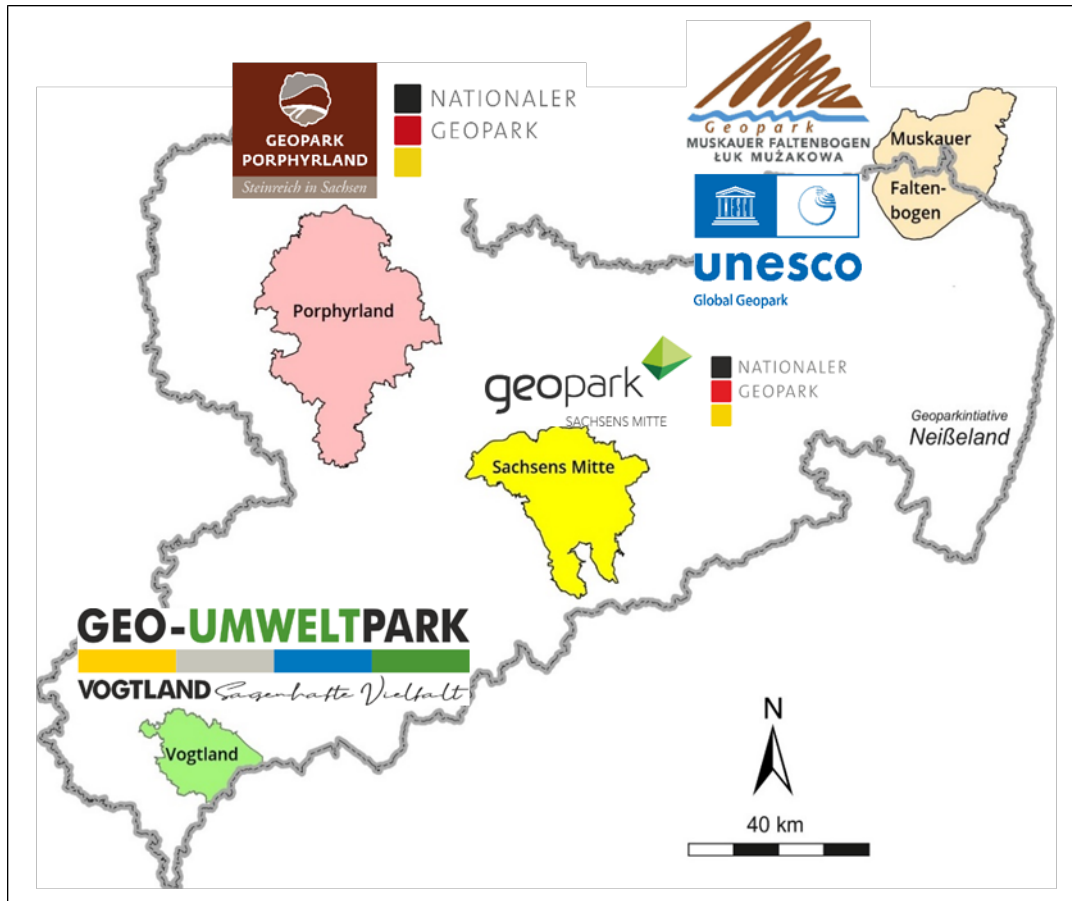 GEOPARK
PORPHYRLAND
Steinreich in Sachsen
NATIONALER
GEOPARK
Geopark
MUSKAUER FALTENBOGEN
ŁUK MUŻAKOWA
UNESCO
unesco
Global Geopark
Muskauer
Falten-
bogen
Porphyrland
geopark
SACHSENS MITTE
NATIONALER
GEOPARK
Geoparkintiative
Neißeland
Sachsens Mitte
GEO-UMWELTPARK
VOGTLAND Sagenhafte Vielfalt
Vogtland
N
40 km